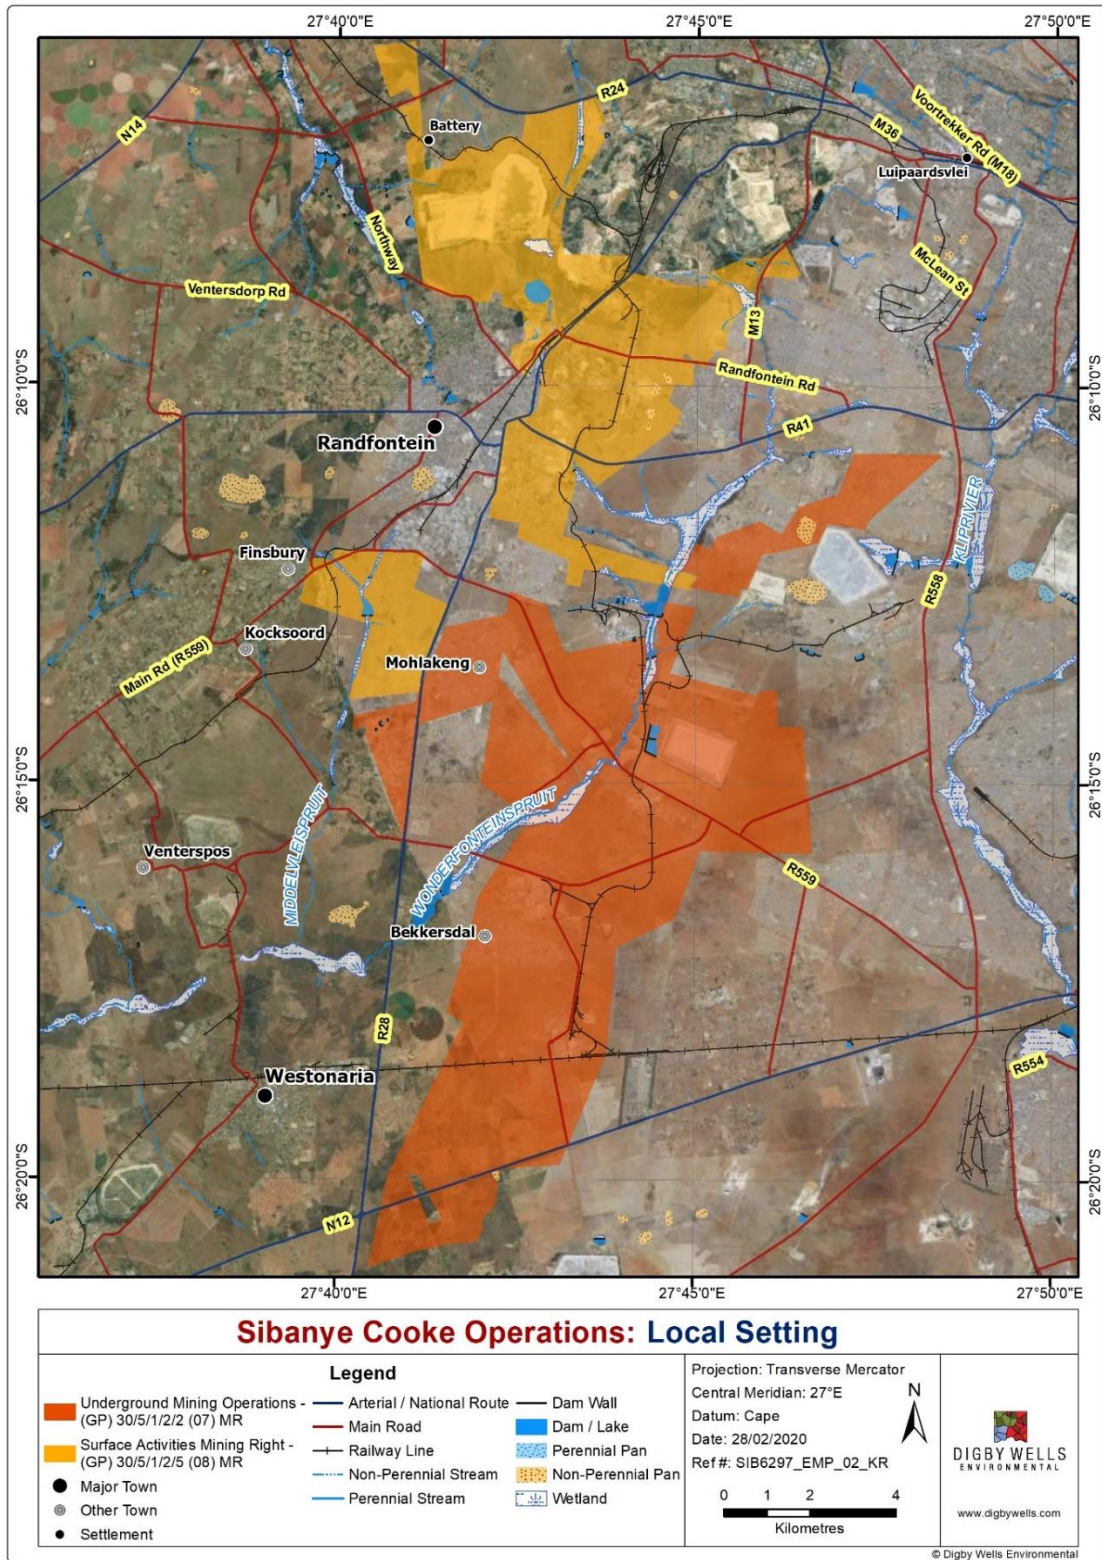 27°40'0"E
27°45'0"E
27°50'0"E
N14
Battery
R24
Voortrekker Rd (M18)
M36
Luipaardsvlei
Northway
McLean St
Ventersdorp Rd
M13
26°10'0"S
26°10'0"S
Randfontein Rd
Randfontein
R41
KLIPRIVIER
Finsbury
R558
Kocksoord
Mohlakeng
Main Rd (R559)
26°15'0"S
26°15'0"S
MIDDELVLEISPRUIT
WONDERFONTEINSPRUIT
Venterspos
R559
Bekkersdal
R28
Westonaria
R554
26°20'0"S
26°20'0"S
N12
27°40'0"E
27°45'0"E
27°50'0"E
Sibanye Cooke Operations: Local Setting
Legend
Underground Mining Operations -
(GP) 30/5/1/2/2 (07) MR
Surface Activities Mining Right -
(GP) 30/5/1/2/5 (08) MR
Major Town
Other Town
Settlement
Arterial / National Route
Main Road
Railway Line
Non-Perennial Stream
Perennial Stream
Dam Wall
Dam / Lake
Perennial Pan
Non-Perennial Pan
Wetland
Projection: Transverse Mercator
Central Meridian: 27°E
Datum: Cape
Date: 28/02/2020
Ref #: SIB6297_EMP_02_KR
N
0 1 2 4
Kilometres
DIGBY WELLS
ENVIRONMENTAL
www.digbywells.com
© Digby Wells Environmental